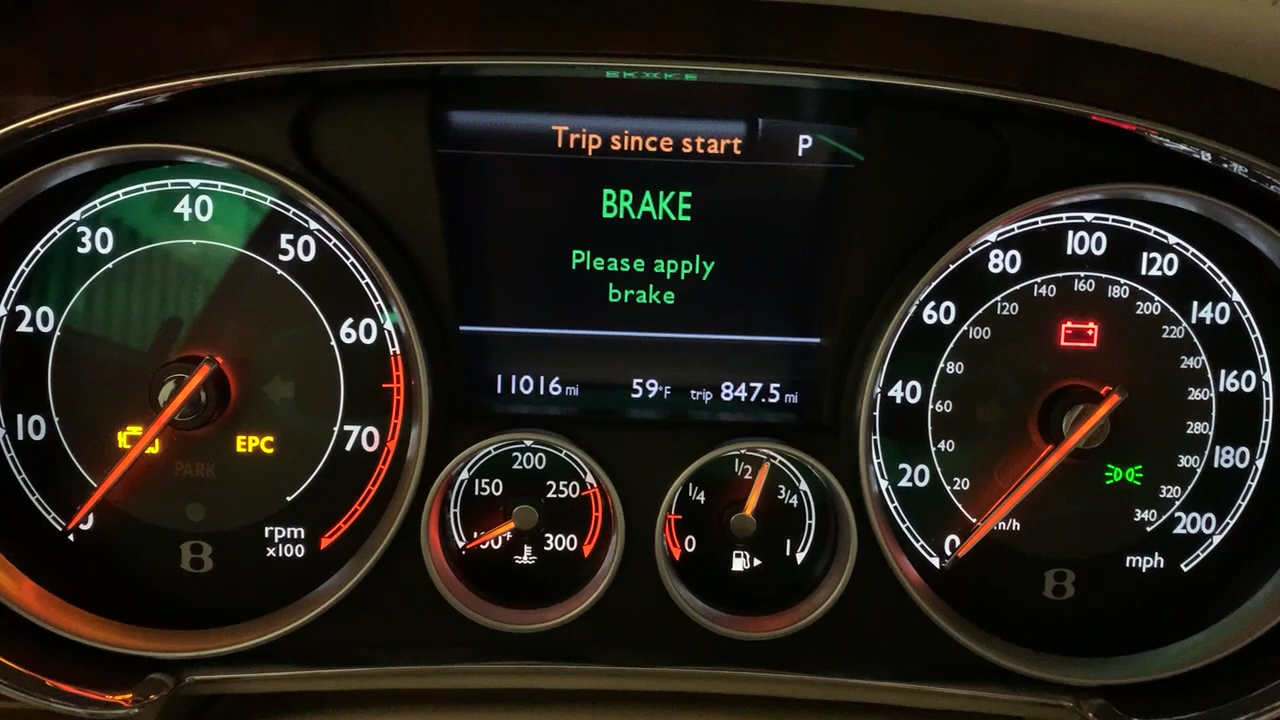 Trip since start P
BRAKE
Please apply
brake
11016 mi 59°F trip 847.5 mi
0 10 20 30 40 50 60 70
EPC
PARK
rpm
x100
B
150 200 250 300
0 1/4 1/2 3/4 1
0 20 40 60 80 100 120 140 160 180 200
20 40 60 80 100 120 140 160 180 200 220 240 260 280 300 320 340
mph
B